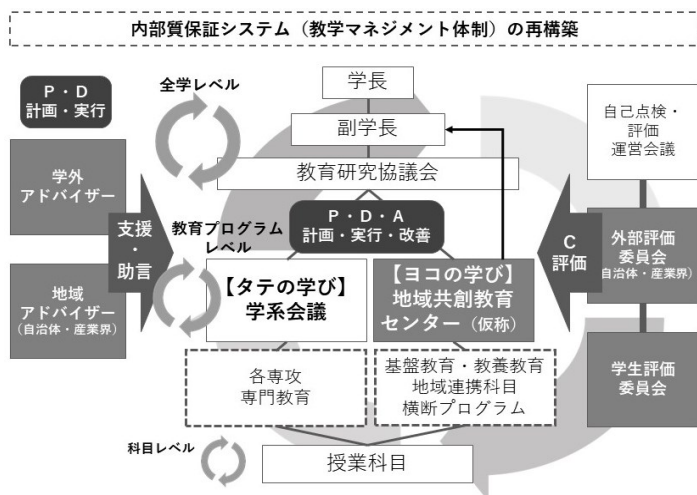 内部質保証システム（教学マネジメント体制）の再構築
P・D
計画・実行
学外
アドバイザー
地域
アドバイザー
(自治体・産業界)
支援
・
助言
全学レベル
学長
副学長
教育研究協議会
教育プログラム
レベル
P・D・A
計画・実行・改善
【タテの学び】
学系会議
【ヨコの学び】
地域共創教育
センター（仮称）
各専攻
専門教育
基盤教育・教養教育
地域連携科目
横断プログラム
科目レベル
授業科目
C
評価
自己点検・
評価
運営会議
外部評価
委員会
(自治体・産業界)
学生評価
委員会